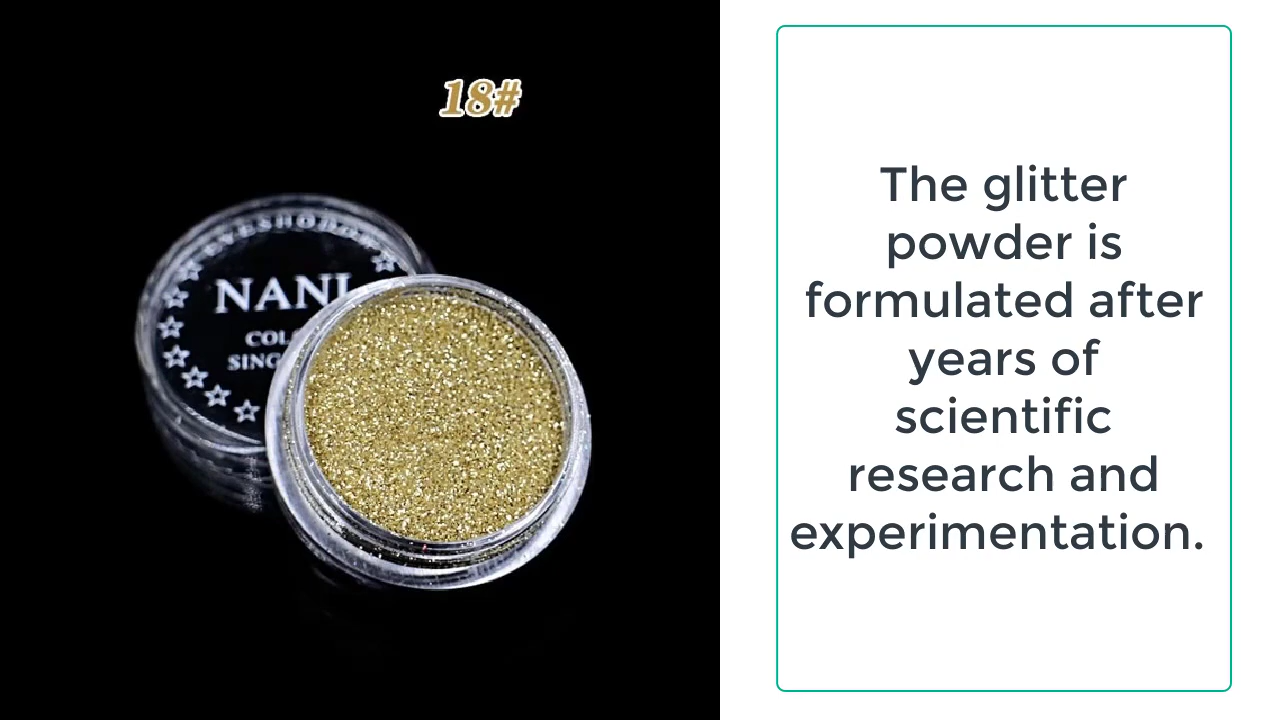 18#
NANI
The glitter
powder is
formulated after
years of
scientific
research and
experimentation.